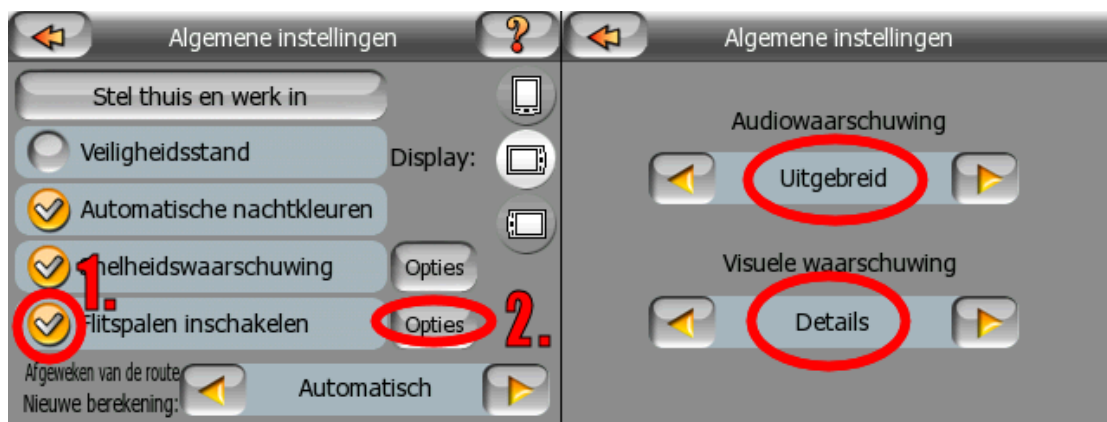 Algemene instellingen
?
Stel thuis en werk in
Veiligheidsstand
Display:
Automatische nachtkleuren
nelheidswaarschuwing
Opties
1.
Flitspalen inschakelen
Opties
2.
Afgeweken van de route
Nieuwe berekening:
Automatisch
Algemene instellingen
Audiowaarschuwing
Uitgebreid
Visuele waarschuwing
Details